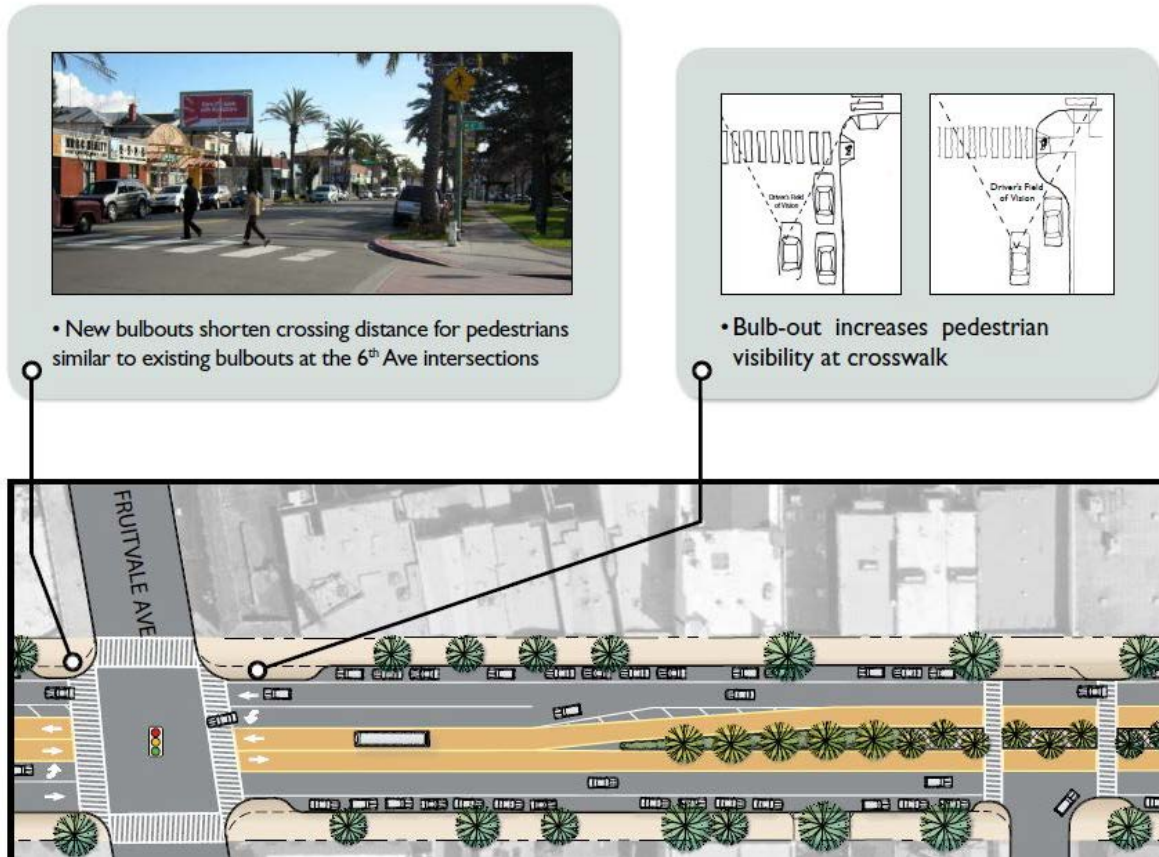 • New bulbouts shorten crossing distance for pedestrians
similar to existing bulbouts at the 6th Ave intersections
Driver's Field
of Vision
Driver's Field
of Vision
• Bulb-out increases pedestrian
visibility at crosswalk
FRUITVALE AVE